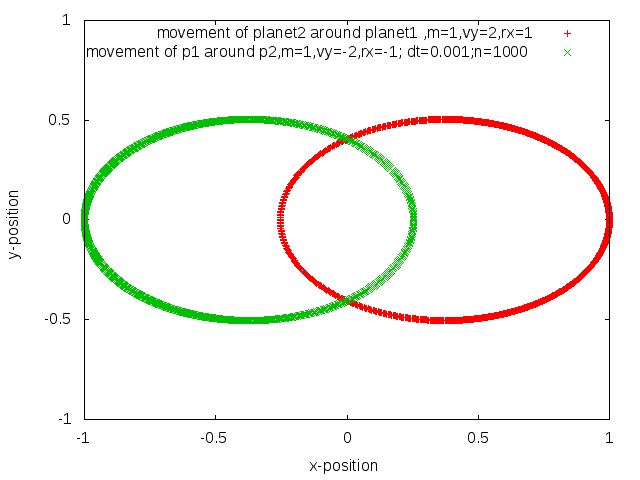 movement of planet2 around planet1 ,m=1,vy=2,rx=1
movement of p1 around p2,m=1,vy=-2,rx=-1; dt=0.001;n=1000
1
0.5
0
-0.5
-1
y-position
-1 -0.5 0 0.5 1
x-position